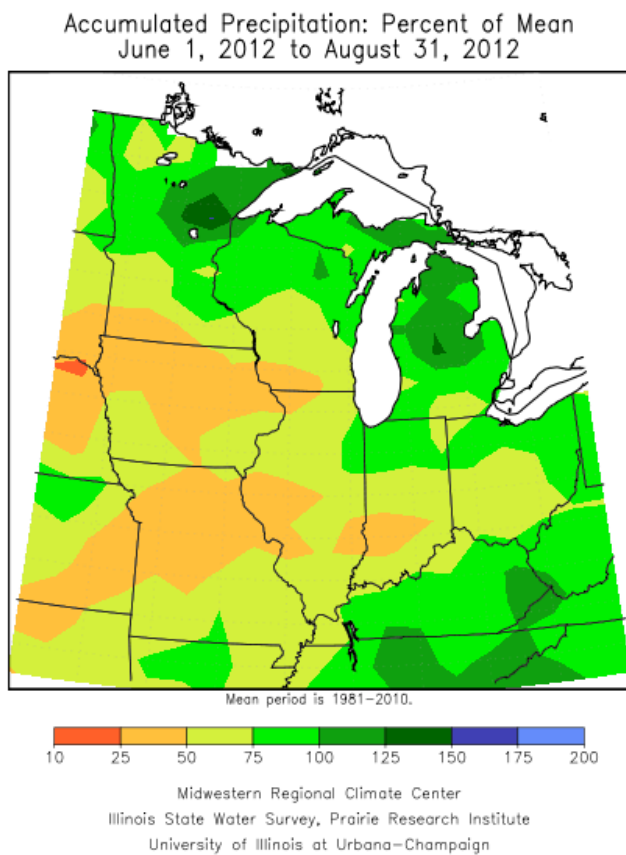 Accumulated Precipitation: Percent of Mean
June 1, 2012 to August 31, 2012
Mean period is 1981-2010.
10 25 50 75 100 125 150 175 200
Midwestern Regional Climate Center
Illinois State Water Survey, Prairie Research Institute
University of Illinois at Urbana-Champaign